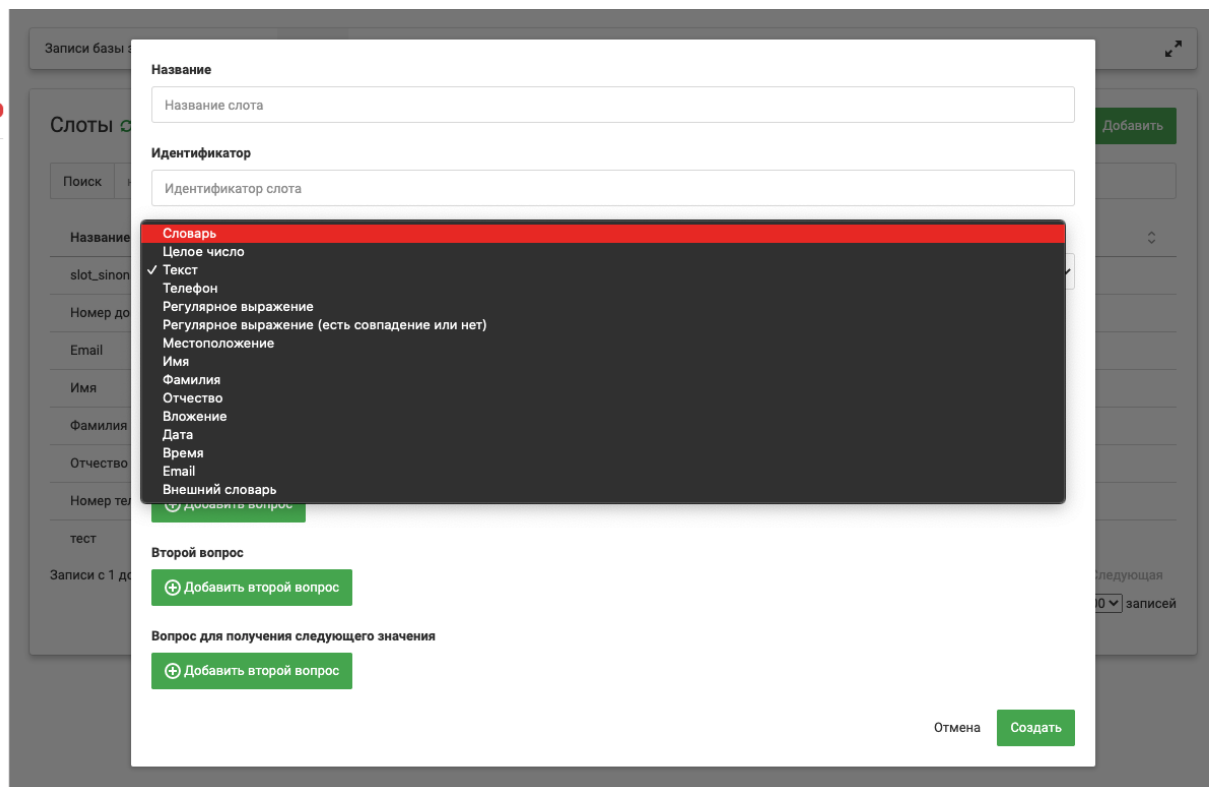 Записи базы
Название
Название слота
Слоты
Добавить
Идентификатор
Поиск
Идентификатор слота
Название
Словарь
Целое число
slot_sinon
Текст
Телефон
Регулярное выражение
Номер до
Регулярное выражение (есть совпадение или нет)
Местоположение
Email
Имя
Фамилия
Имя
Отчество
Вложение
Фамилия
Дата
Время
Отчество
Email
Внешний словарь
Номер тел
Добавить вопрос
тест
Второй вопрос
Записи с 1 до
Следующая
Добавить второй вопрос
00 записей
Вопрос для получения следующего значения
Добавить второй вопрос
Отмена Создать